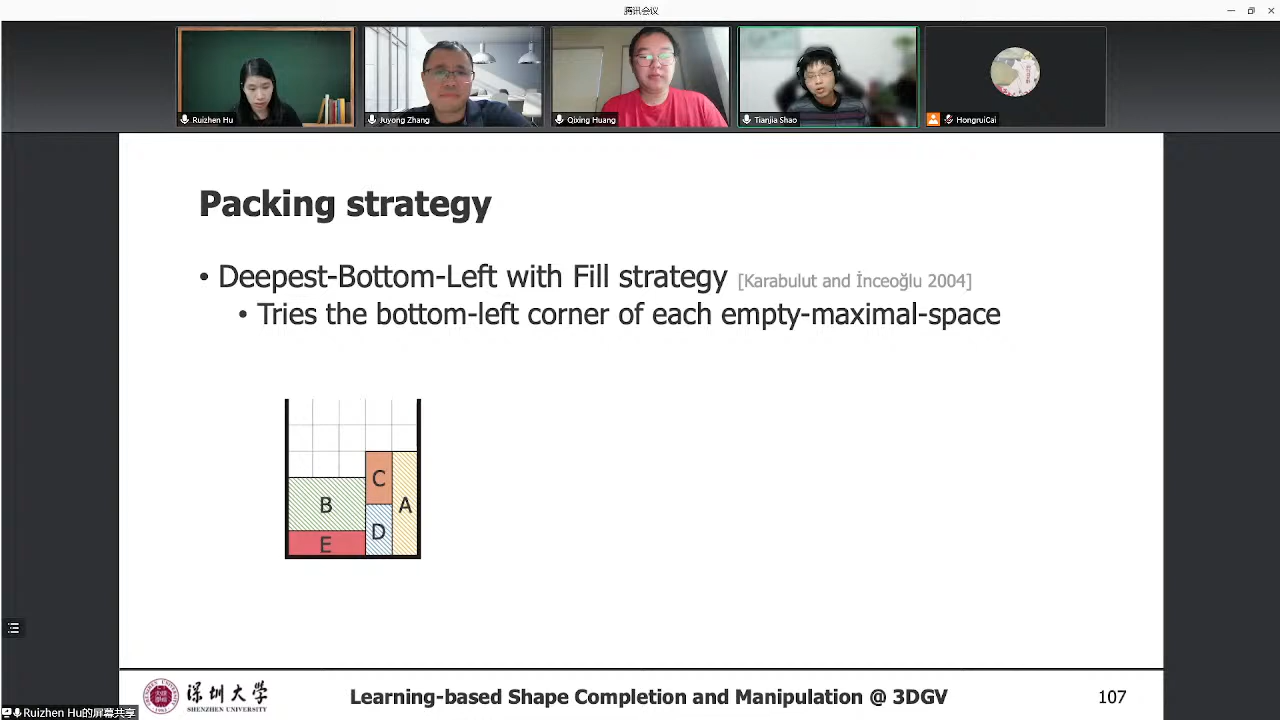 腾讯会议
Ruizhen Hu
Juyong Zhang
Qixing Huang
Tianjia Shao
HongruiCai
Packing strategy
• Deepest-Bottom-Left with Fill strategy [Karabulut and İnceoğlu 2004]
• Tries the bottom-left corner of each empty-maximal-space
C
B
A
D
E
深圳大学
SHENZHEN UNIVERSITY
Learning-based Shape Completion and Manipulation @ 3DGV
107
Ruizhen Hu的屏幕共享